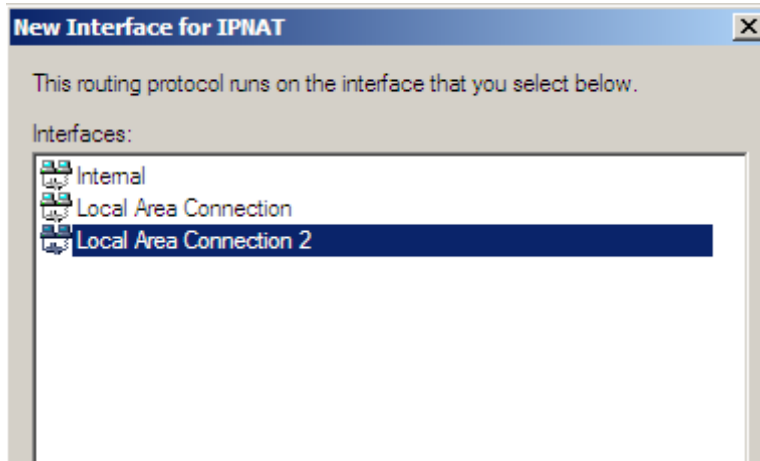 New Interface for IPNAT
This routing protocol runs on the interface that you select below.
Interfaces:
Internal
Local Area Connection
Local Area Connection 2